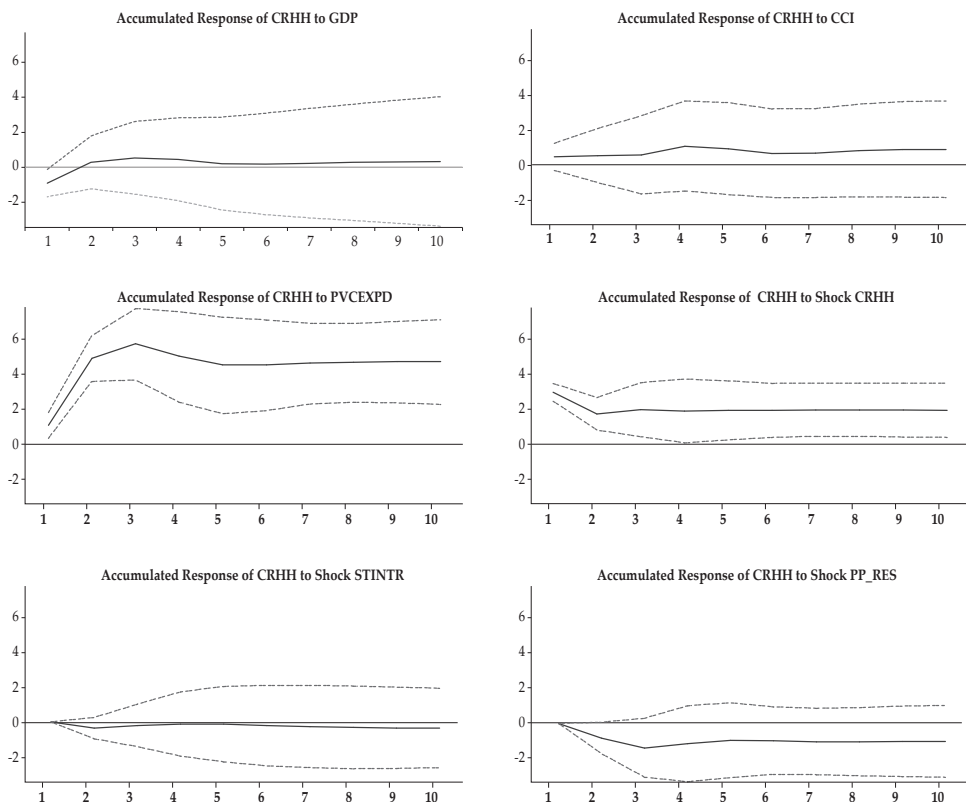 Accumulated Response of CRHH to GDP
6
4
2
0
-2
1 2 3 4 5 6 7 8 9 10
Accumulated Response of CRHH to CCI
6
4
2
0
-2
1 2 3 4 5 6 7 8 9 10
Accumulated Response of CRHH to PVCEXPD
6
4
2
0
-2
1 2 3 4 5 6 7 8 9 10
Accumulated Response of CRHH to Shock CRHH
6
4
2
0
-2
1 2 3 4 5 6 7 8 9 10
Accumulated Response of CRHH to Shock STINTR
6
4
2
0
-2
1 2 3 4 5 6 7 8 9 10
Accumulated Response of CRHH to Shock PP_RES
6
4
2
0
-2
1 2 3 4 5 6 7 8 9 10